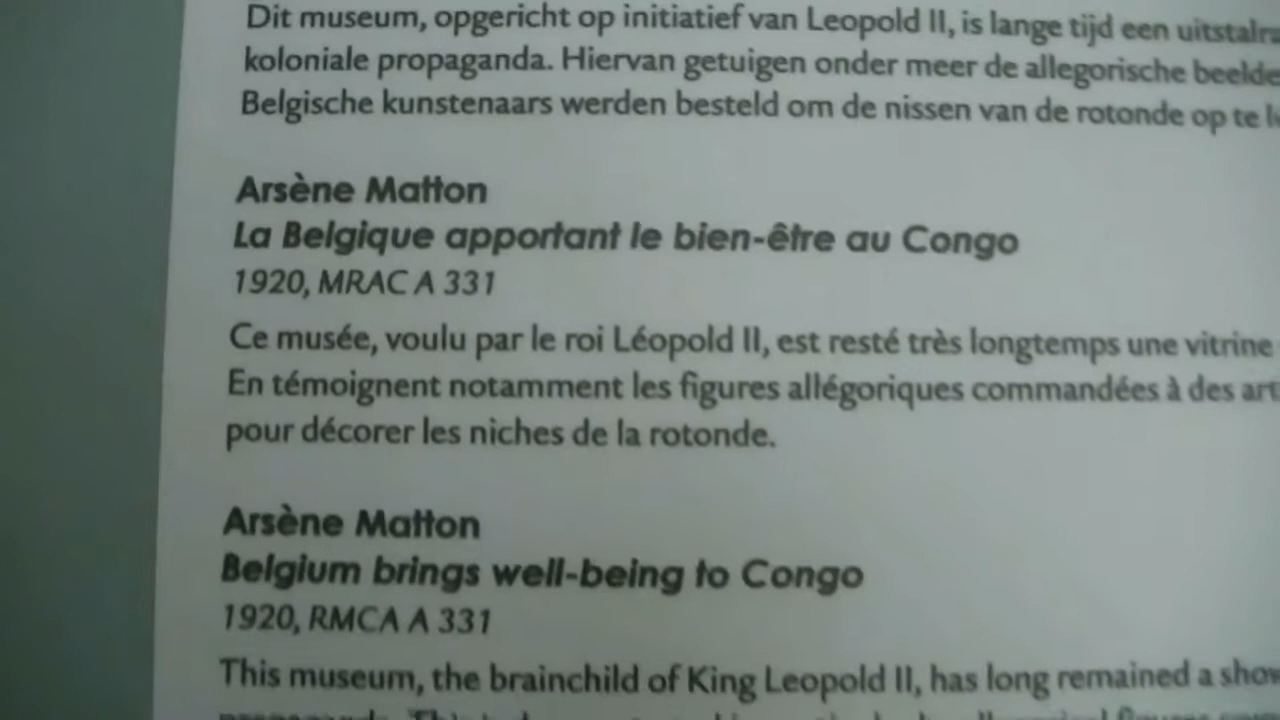 Dit museum, opgericht op initiatief van Leopold II, is lange tijd een
koloniale propaganda. Hiervan getuigen onder meer de allegorische
Belgische kunstenaars werden besteld om de nissen van de rotonde op te
Arsène Matton
La Belgique apportant le bien-être au Congo
1920, MRAC A 331
Ce musée, voulu par le roi Léopold II, est resté très longtemps une vitrine
En témoignent notamment les figures allégoriques commandées à des art
pour décorer les niches de la rotonde.
Arsène Matton
Belgium brings well-being to Congo
1920, RMCA A 331
This museum, the brainchild of King Leopold II, has long remained a